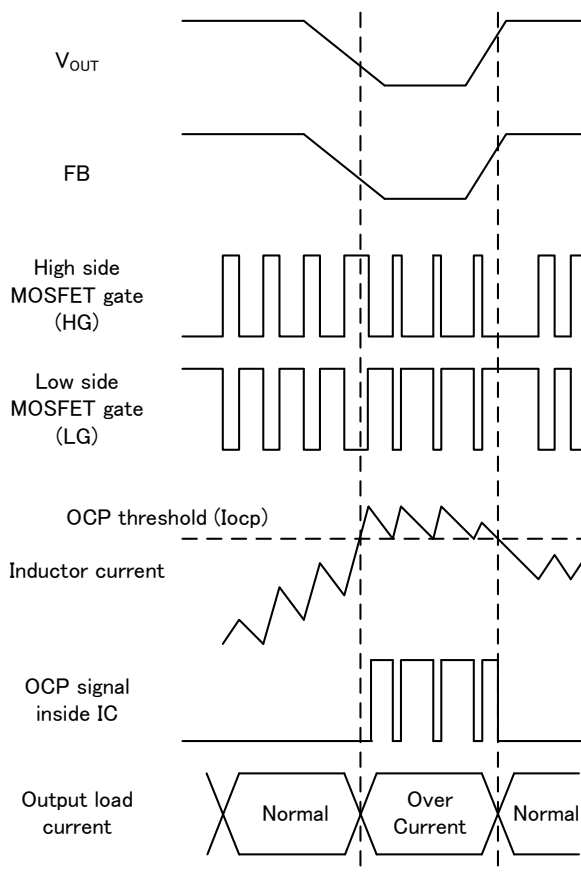 VOUT
FB
High side
MOSFET gate
(HG)
Low side
MOSFET gate
(LG)
OCP threshold (Iocp)
Inductor current
OCP signal
inside IC
Output load
current
Normal
Over
Current
Normal